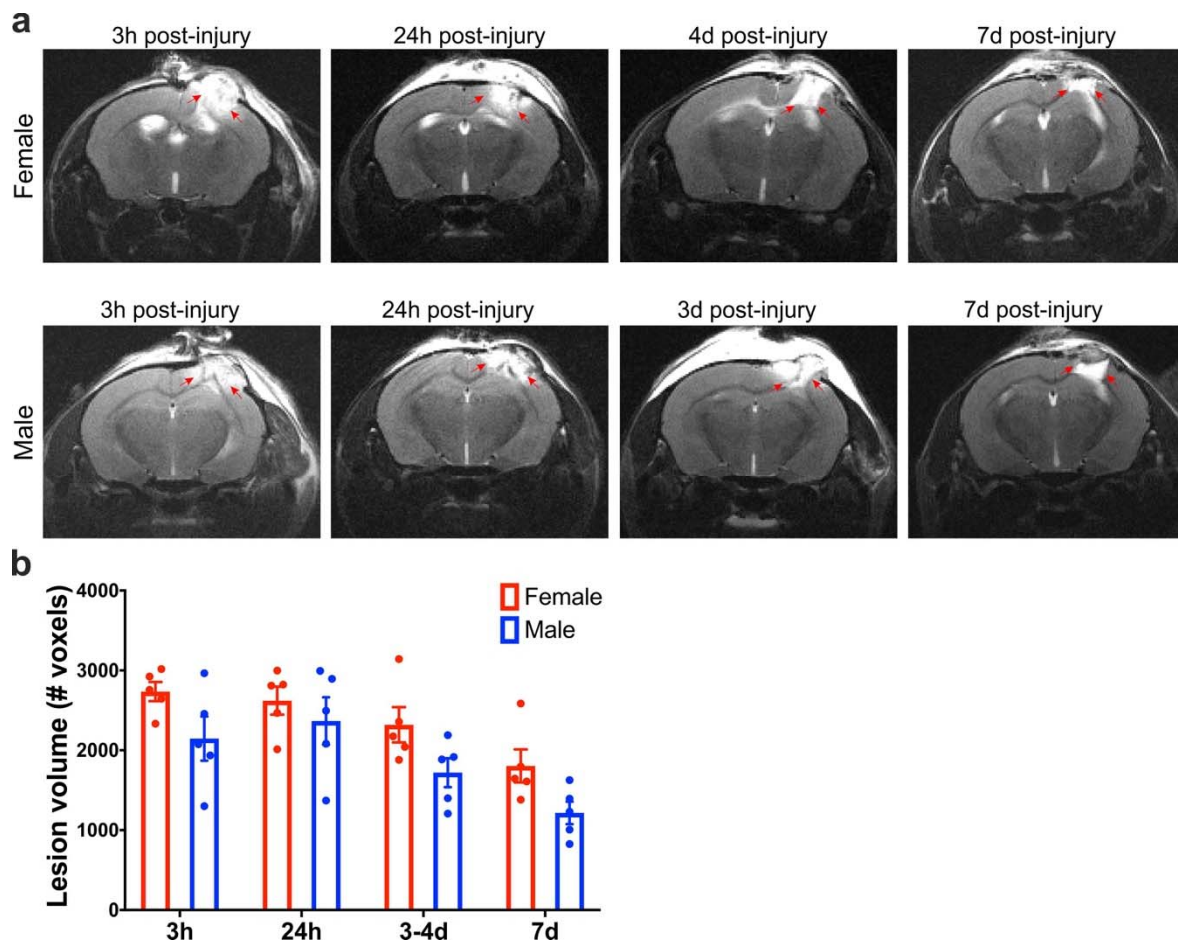 a
3h post-injury 24h post-injury 4d post-injury 7d post-injury
Female
3h post-injury 24h post-injury 3d post-injury 7d post-injury
Male
b
Lesion volume (# voxels)
4000
3000
2000
1000
0
Female
Male
3h 24h 3-4d 7d